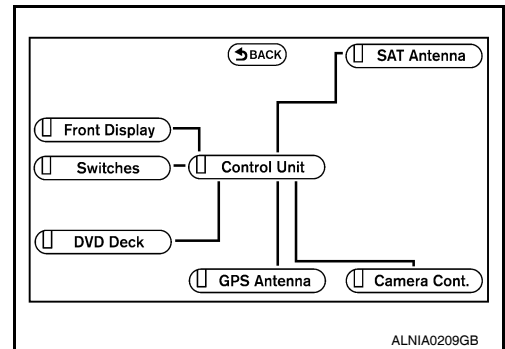 BACK
SAT Antenna
Front Display
Switches
Control Unit
DVD Deck
GPS Antenna
Camera Cont.
ALNIA0209GB